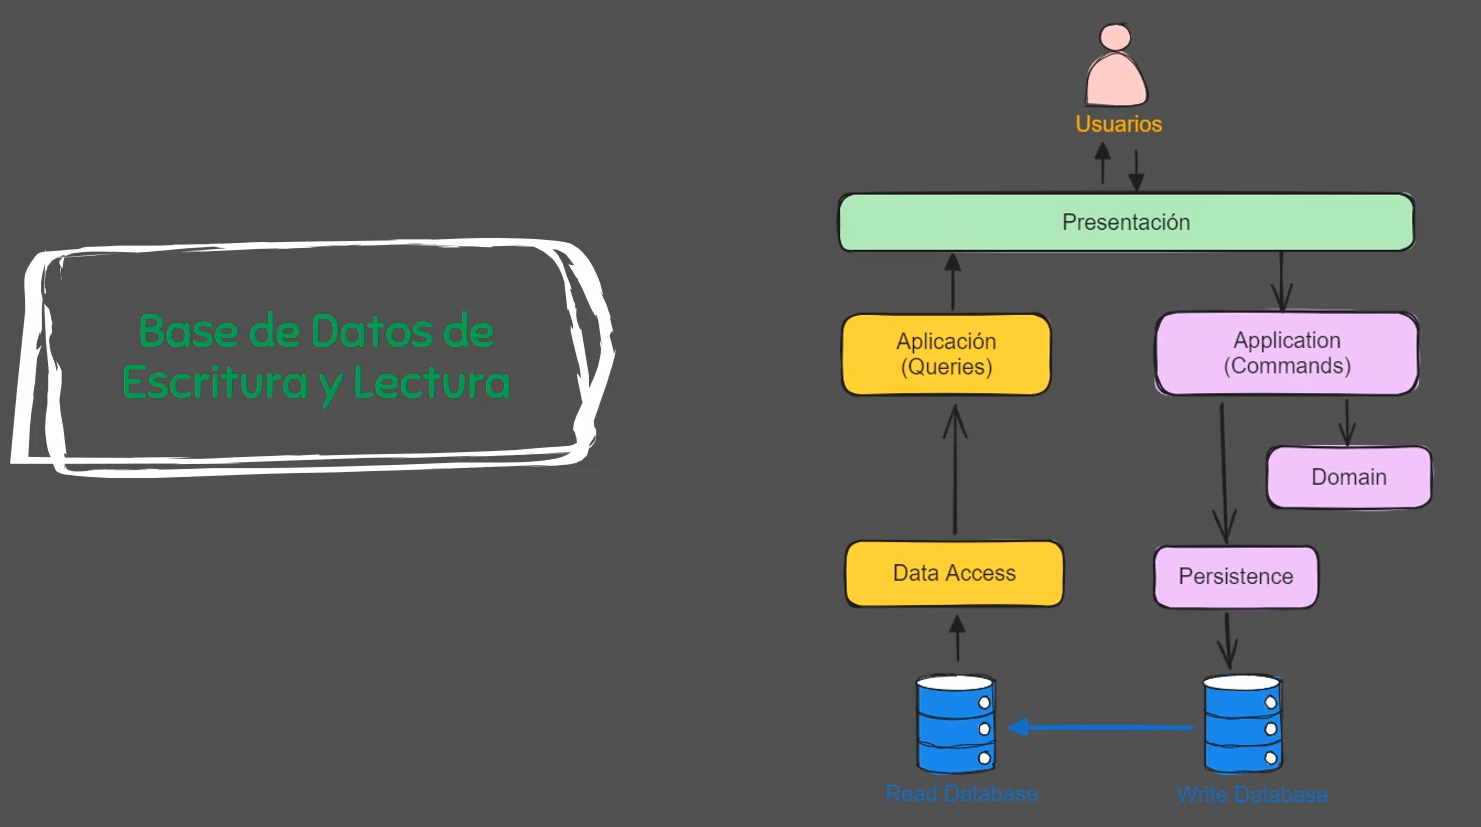 Base de Datos de
Escritura y Lectura
Usuarios
Presentación
Aplicación
(Queries)
Application
(Commands)
Domain
Data Access
Persistence
Read Database
Write Database